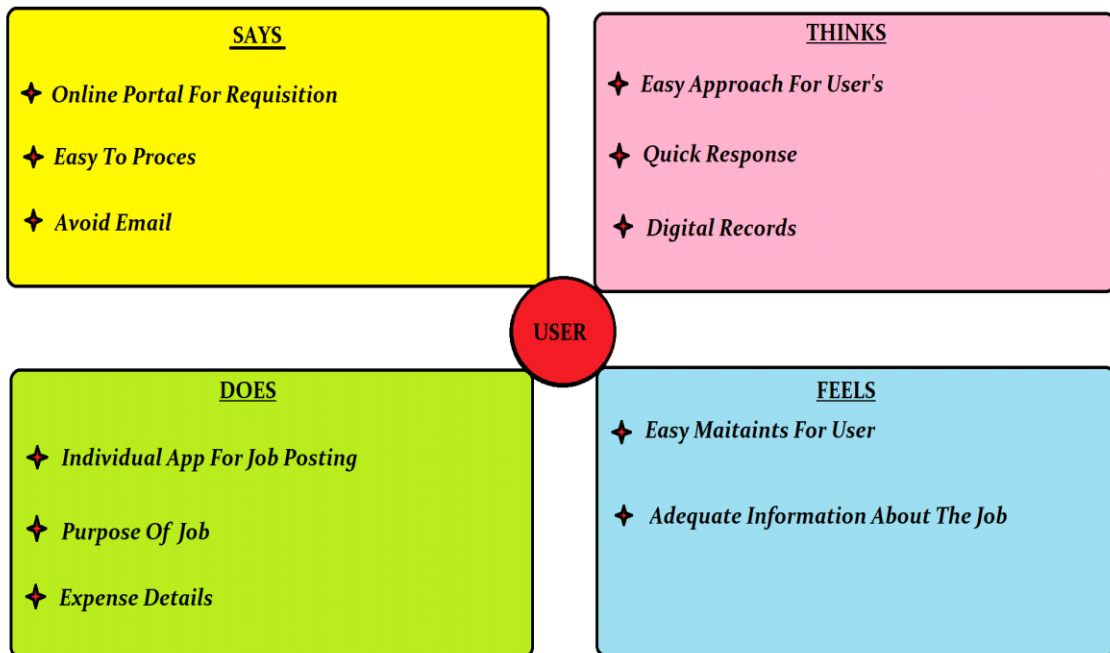 SAYS
Online Portal For Requisition
Easy To Proces
Avoid Email
THINKS
Easy Approach For User's
Quick Response
Digital Records
USER
DOES
Individual App For Job Posting
Purpose Of Job
Expense Details
FEELS
Easy Maitaints For User
Adequate Information About The Job